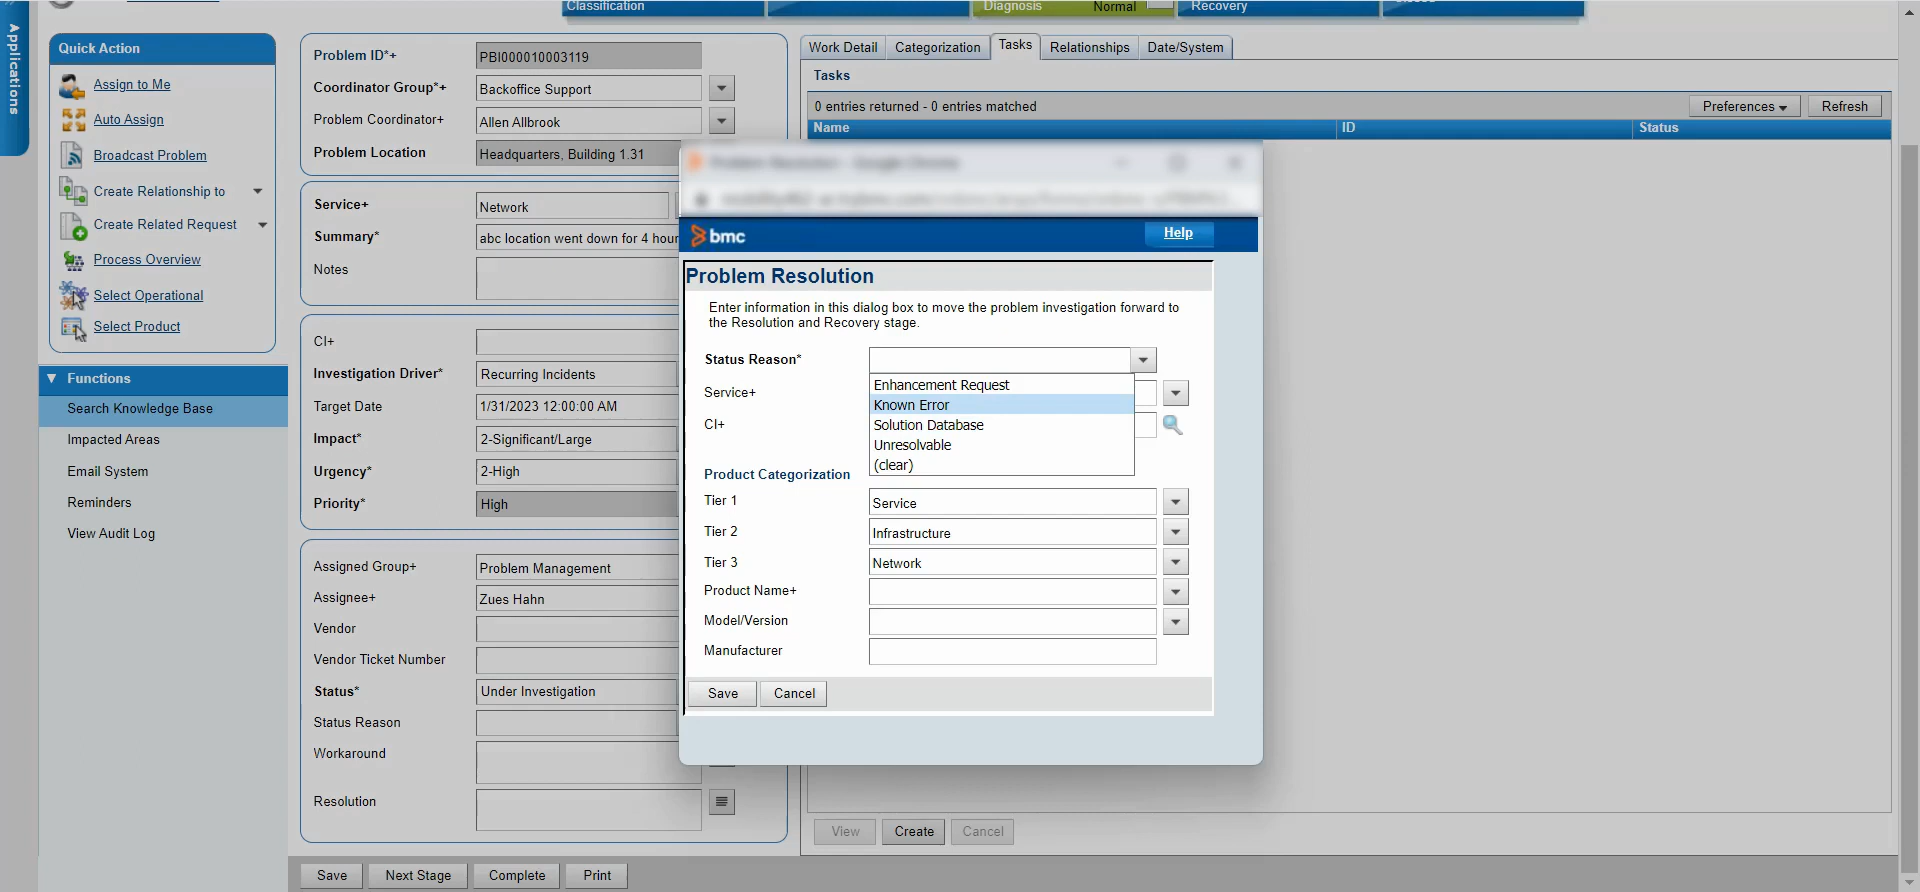 Classification
Diagnosis
Normal
Recovery
Applications
Quick Action
Assign to Me
Auto Assign
Broadcast Problem
Create Relationship to
Create Related Request
Process Overview
Select Operational
Select Product
Functions
Search Knowledge Base
Impacted Areas
Email System
Reminders
View Audit Log
Problem ID*+ PBI000010003119
Coordinator Group*+ Backoffice Support
Problem Coordinator+ Allen Allbrook
Problem Location Headquarters, Building 1.31
Service+ Network
Summary* abc location went down for 4 hour
Notes
CI+
Investigation Driver* Recurring Incidents
Target Date 1/31/2023 12:00:00 AM
Impact* 2-Significant/Large
Urgency* 2-High
Priority* High
Assigned Group+ Problem Management
Assignee+ Zues Hahn
Vendor
Vendor Ticket Number
Status* Under Investigation
Status Reason
Workaround
Resolution
Save Next Stage Complete Print
Work Detail Categorization Tasks Relationships Date/System
Tasks
0 entries returned - 0 entries matched Preferences Refresh
Name ID Status
View Create Cancel
Problem Resolution - Google Chrome
bmc Help
Problem Resolution
Enter information in this dialog box to move the problem investigation forward to
the Resolution and Recovery stage.
Status Reason*
Enhancement Request
Known Error
Solution Database
Unresolvable
(clear)
Service+
CI+
Product Categorization
Tier 1 Service
Tier 2 Infrastructure
Tier 3 Network
Product Name+
Model/Version
Manufacturer
Save Cancel